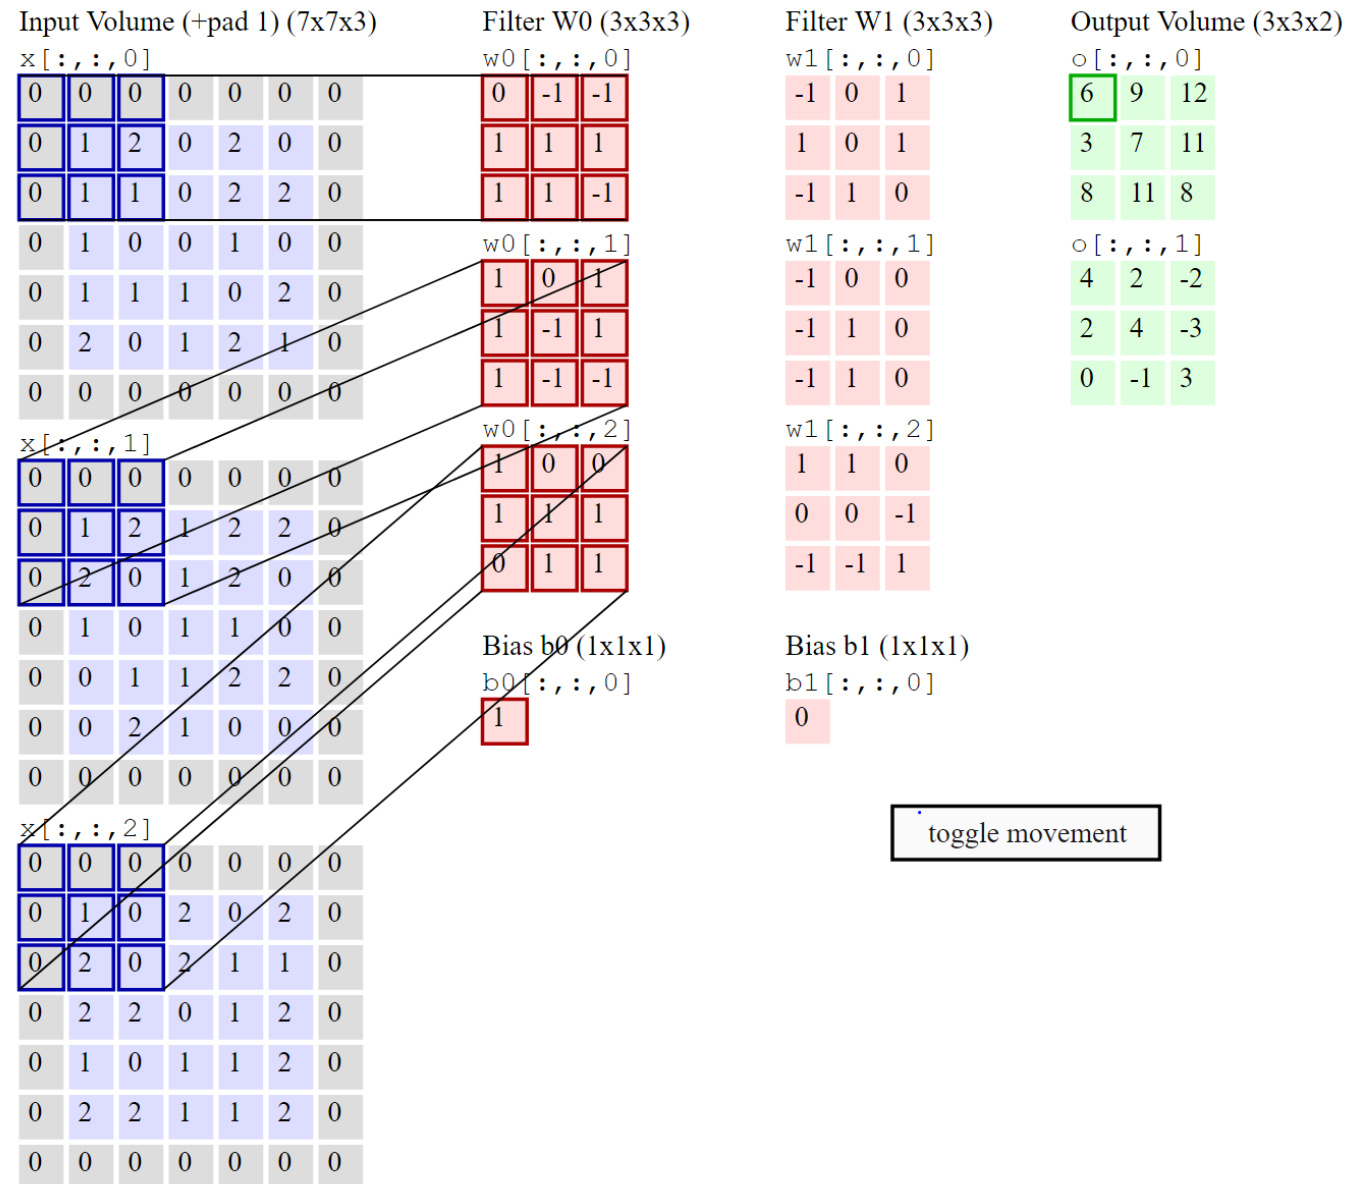 Input Volume (+pad 1) (7x7x3)
x[:,:,0]
0 0 0 0 0 0 0
0 1 2 0 2 0 0
0 1 1 0 2 2 0
0 1 0 0 1 0 0
0 1 1 1 0 2 0
0 2 0 1 2 1 0
0 0 0 0 0 0 0
x[:,:,1]
0 0 0 0 0 0 0
0 1 2 1 2 2 0
0 2 0 1 2 0 0
0 1 0 1 1 0 0
0 0 1 1 2 2 0
0 0 2 1 0 0 0
0 0 0 0 0 0 0
x[:,:,2]
0 0 0 0 0 0 0
0 1 0 2 0 2 0
0 2 0 2 1 1 0
0 2 2 0 1 2 0
0 1 0 1 1 2 0
0 2 2 1 1 2 0
0 0 0 0 0 0 0
Filter W0 (3x3x3)
w0[:,:,0]
0 -1 -1
1 1 1
1 1 -1
w0[:,:,1]
1 0 1
1 -1 1
1 -1 -1
w0[:,:,2]
1 0 0
1 1 1
0 1 1
Bias b0 (1x1x1)
b0[:,:,0]
1
Filter W1 (3x3x3)
w1[:,:,0]
-1 0 1
1 0 1
-1 1 0
w1[:,:,1]
-1 0 0
-1 1 0
-1 1 0
w1[:,:,2]
1 1 0
0 0 -1
-1 -1 1
Bias b1 (1x1x1)
b1[:,:,0]
0
Output Volume (3x3x2)
o[:,:,0]
6 9 12
3 7 11
8 11 8
o[:,:,1]
4 2 -2
2 4 -3
0 -1 3
toggle movement